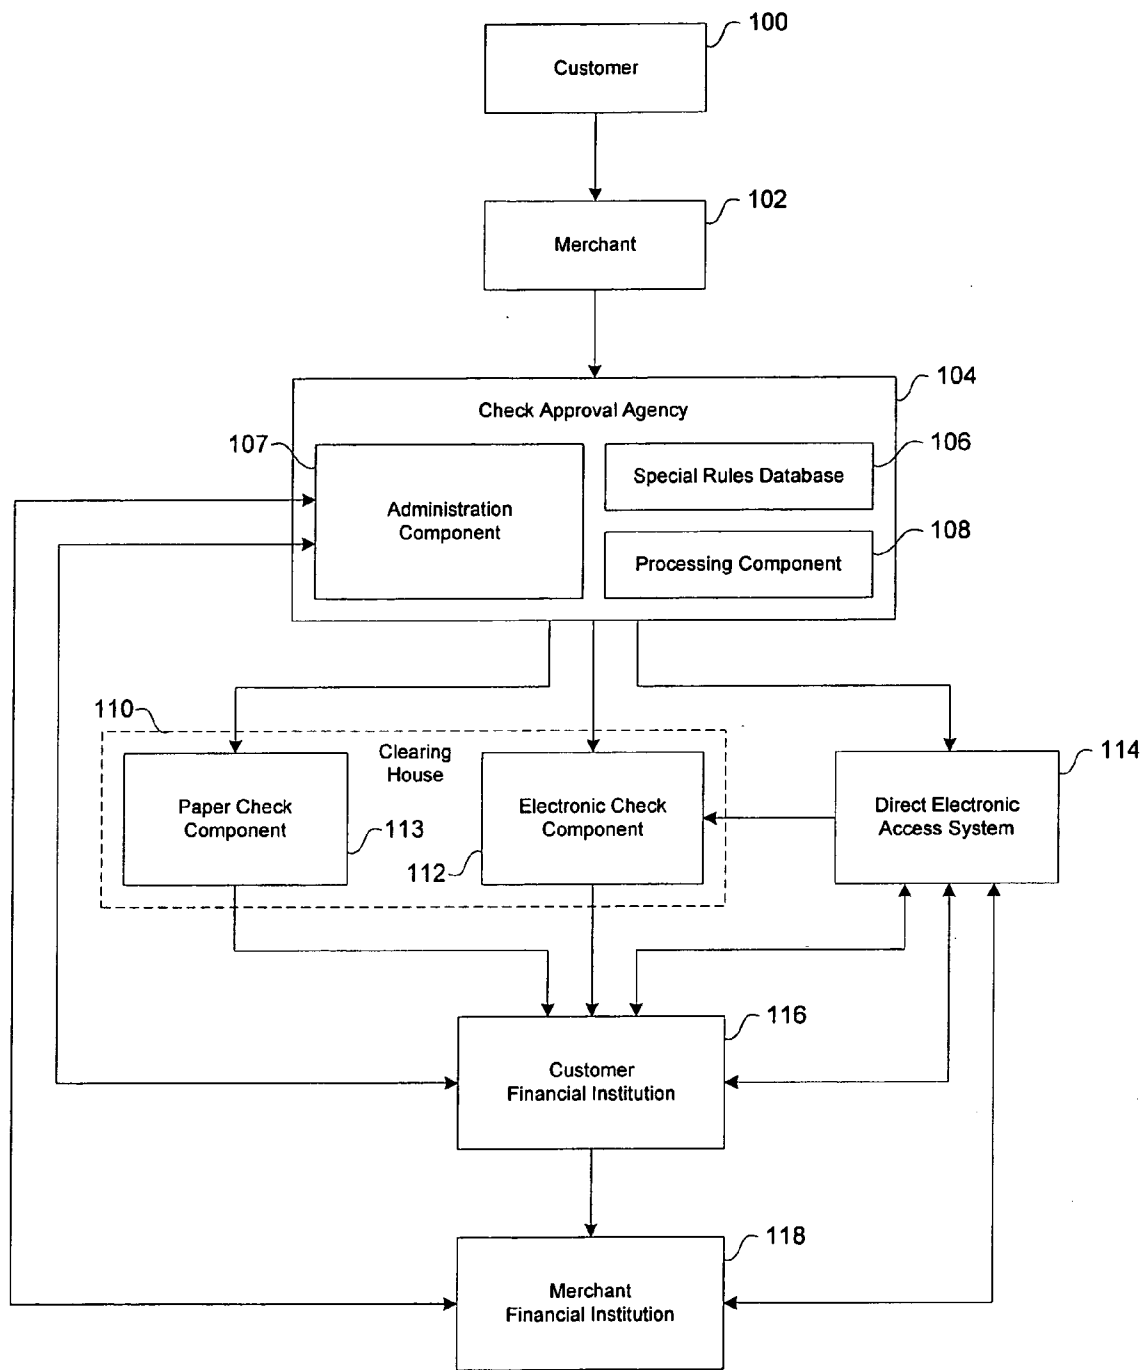 100
Customer
102
Merchant
104
Check Approval Agency
107
106
Administration
Component
Special Rules Database
108
Processing Component
110
Clearing
House
114
Paper Check
Component
Electronic Check
Component
Direct Electronic
Access System
113
112
116
Customer
Financial Institution
118
Merchant
Financial Institution